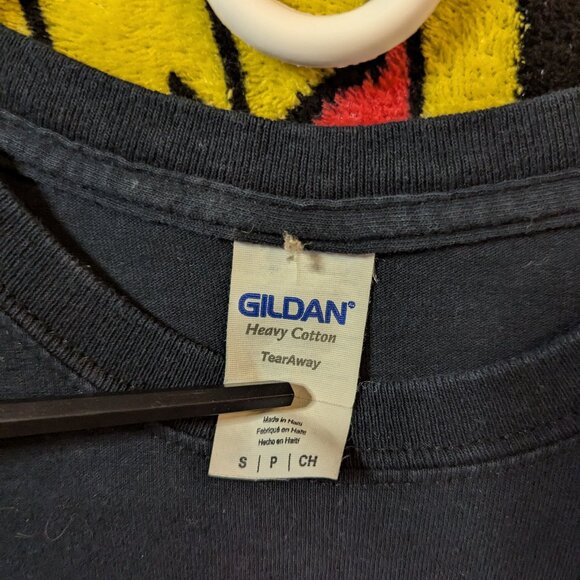 GILDAN®
Heavy Cotton
TearAway
Made in Haiti
Fabriqué en Haïti
Hecho en Haití
S | P | CH